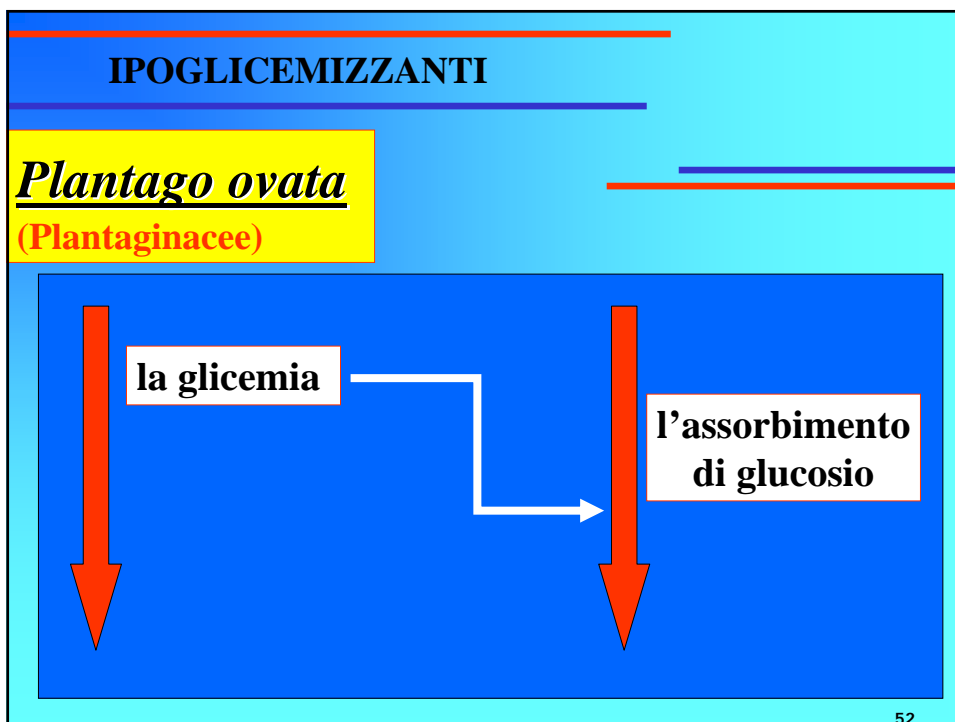 IPOGLICEMIZZANTI
Plantago ovata
(Plantaginacee)
la glicemia
l’assorbimento
di glucosio
52